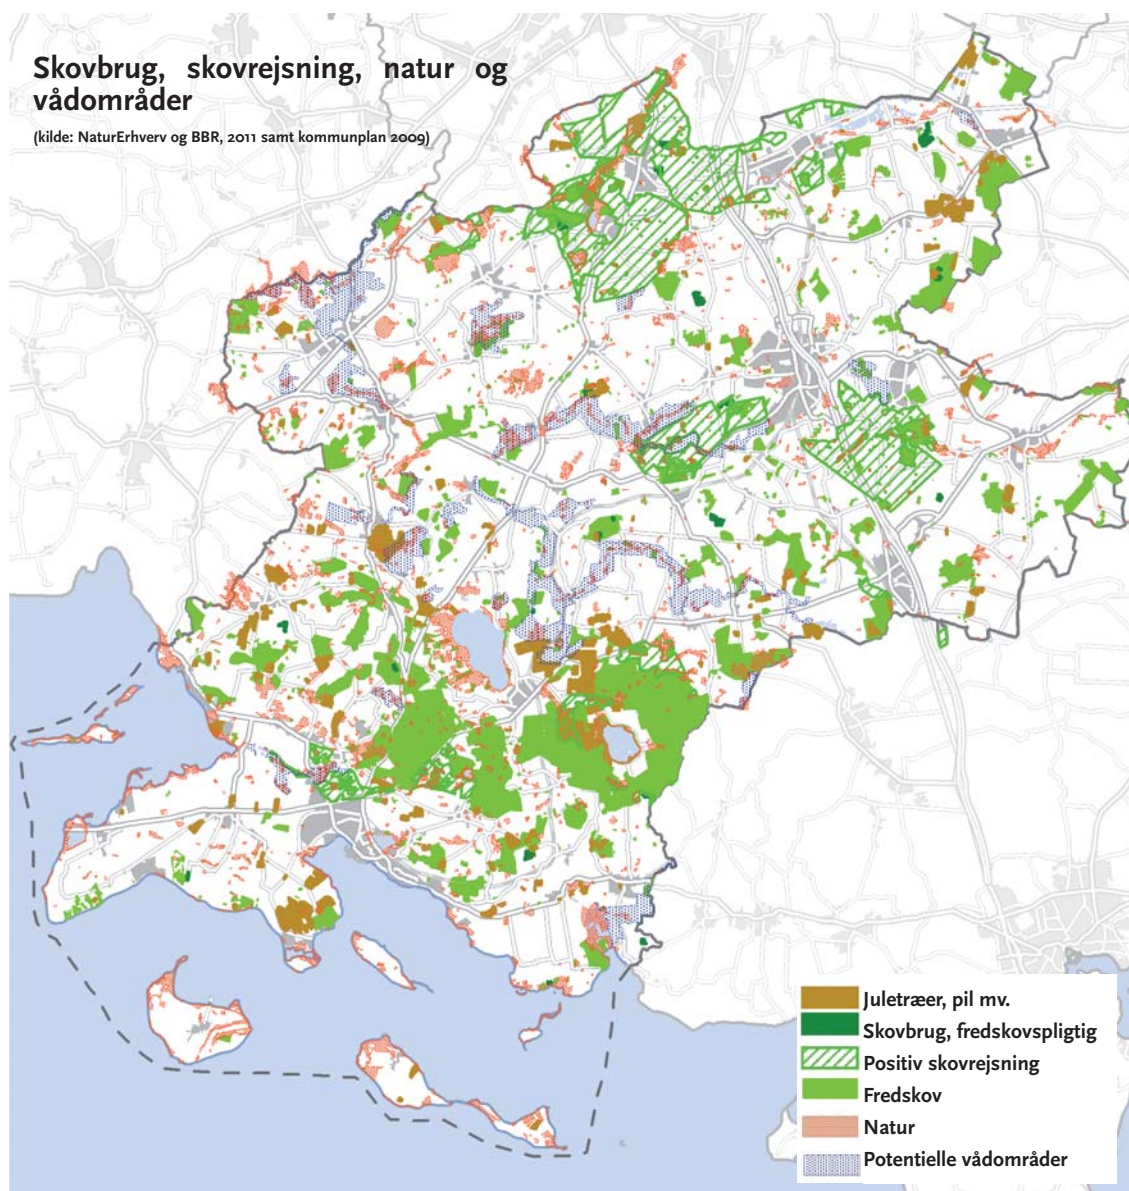 Skovbrug, skovrejsning, natur og
vådområder
(kilde: NaturErhverv og BBR, 2011 samt kommunplan 2009)
Juletræer, pil mv.
Skovbrug, fredskovspligtig
Positiv skovrejsning
Fredskov
Natur
Potentielle vådområder